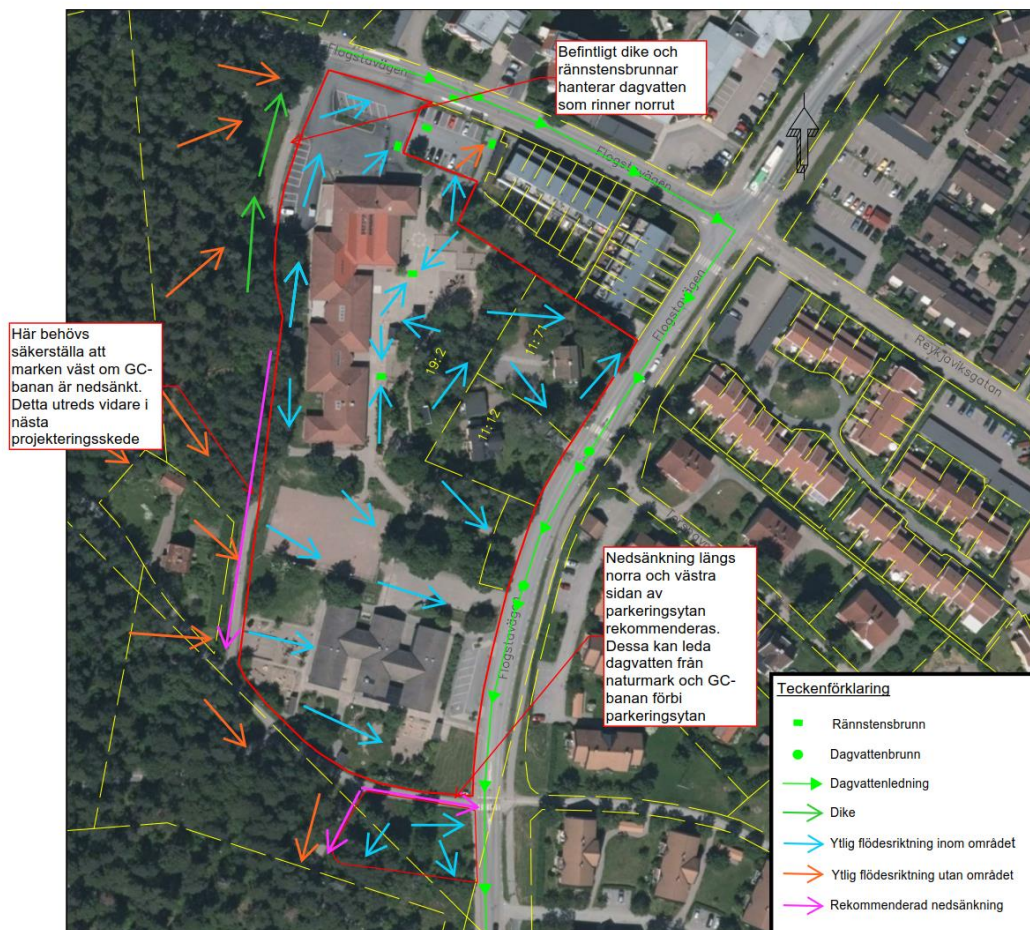 Flogstavägen
Befintligt dike och
rännstensbrunnar
hanterar dagvatten
som rinner norrut
Flogstavägen
Flogstavägen
Reykjaviksgatan
Här behövs
säkerställa att
marken väst om GC-
banan är nedsänkt.
Detta utreds vidare i
nästa
projekteringsskede
19:2
11:71
11:12
Nedsänkning längs
norra och västra
sidan av
parkeringsytan
rekommenderas.
Dessa kan leda
dagvatten från
naturmark och GC-
banan förbi
parkeringsytan
Flogstavägen
Teckenförklaring
Rännstensbrunn
Dagvattenbrunn
Dagvattenledning
Dike
Ytlig flödesriktning inom området
Ytlig flödesriktning utan området
Rekommenderad nedsänkning